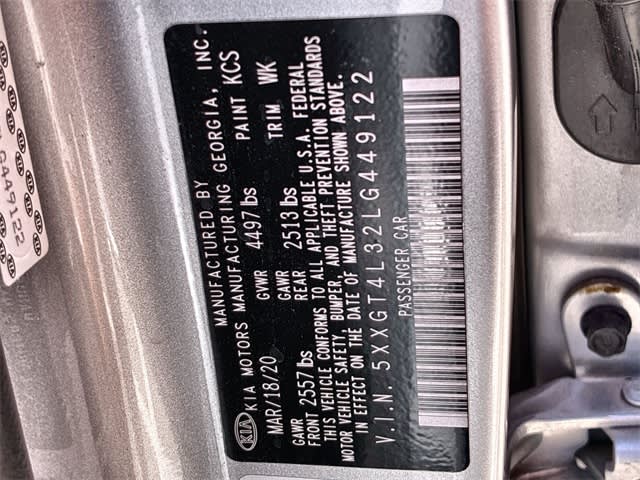 KIA
MANUFACTURED BY
KIA MOTORS MANUFACTURING GEORGIA, INC.
MAR/18/20 GVWR 4497 lbs PAINT KCS
GAWR FRONT 2557 lbs GAWR REAR 2513 lbs TRIM WK
THIS VEHICLE CONFORMS TO ALL APPLICABLE U.S.A. FEDERAL
MOTOR VEHICLE SAFETY, BUMPER, AND THEFT PREVENTION STANDARDS
IN EFFECT ON THE DATE OF MANUFACTURE SHOWN ABOVE.
V.I.N. 5XXGT4L32LG449122
PASSENGER CAR
G449122